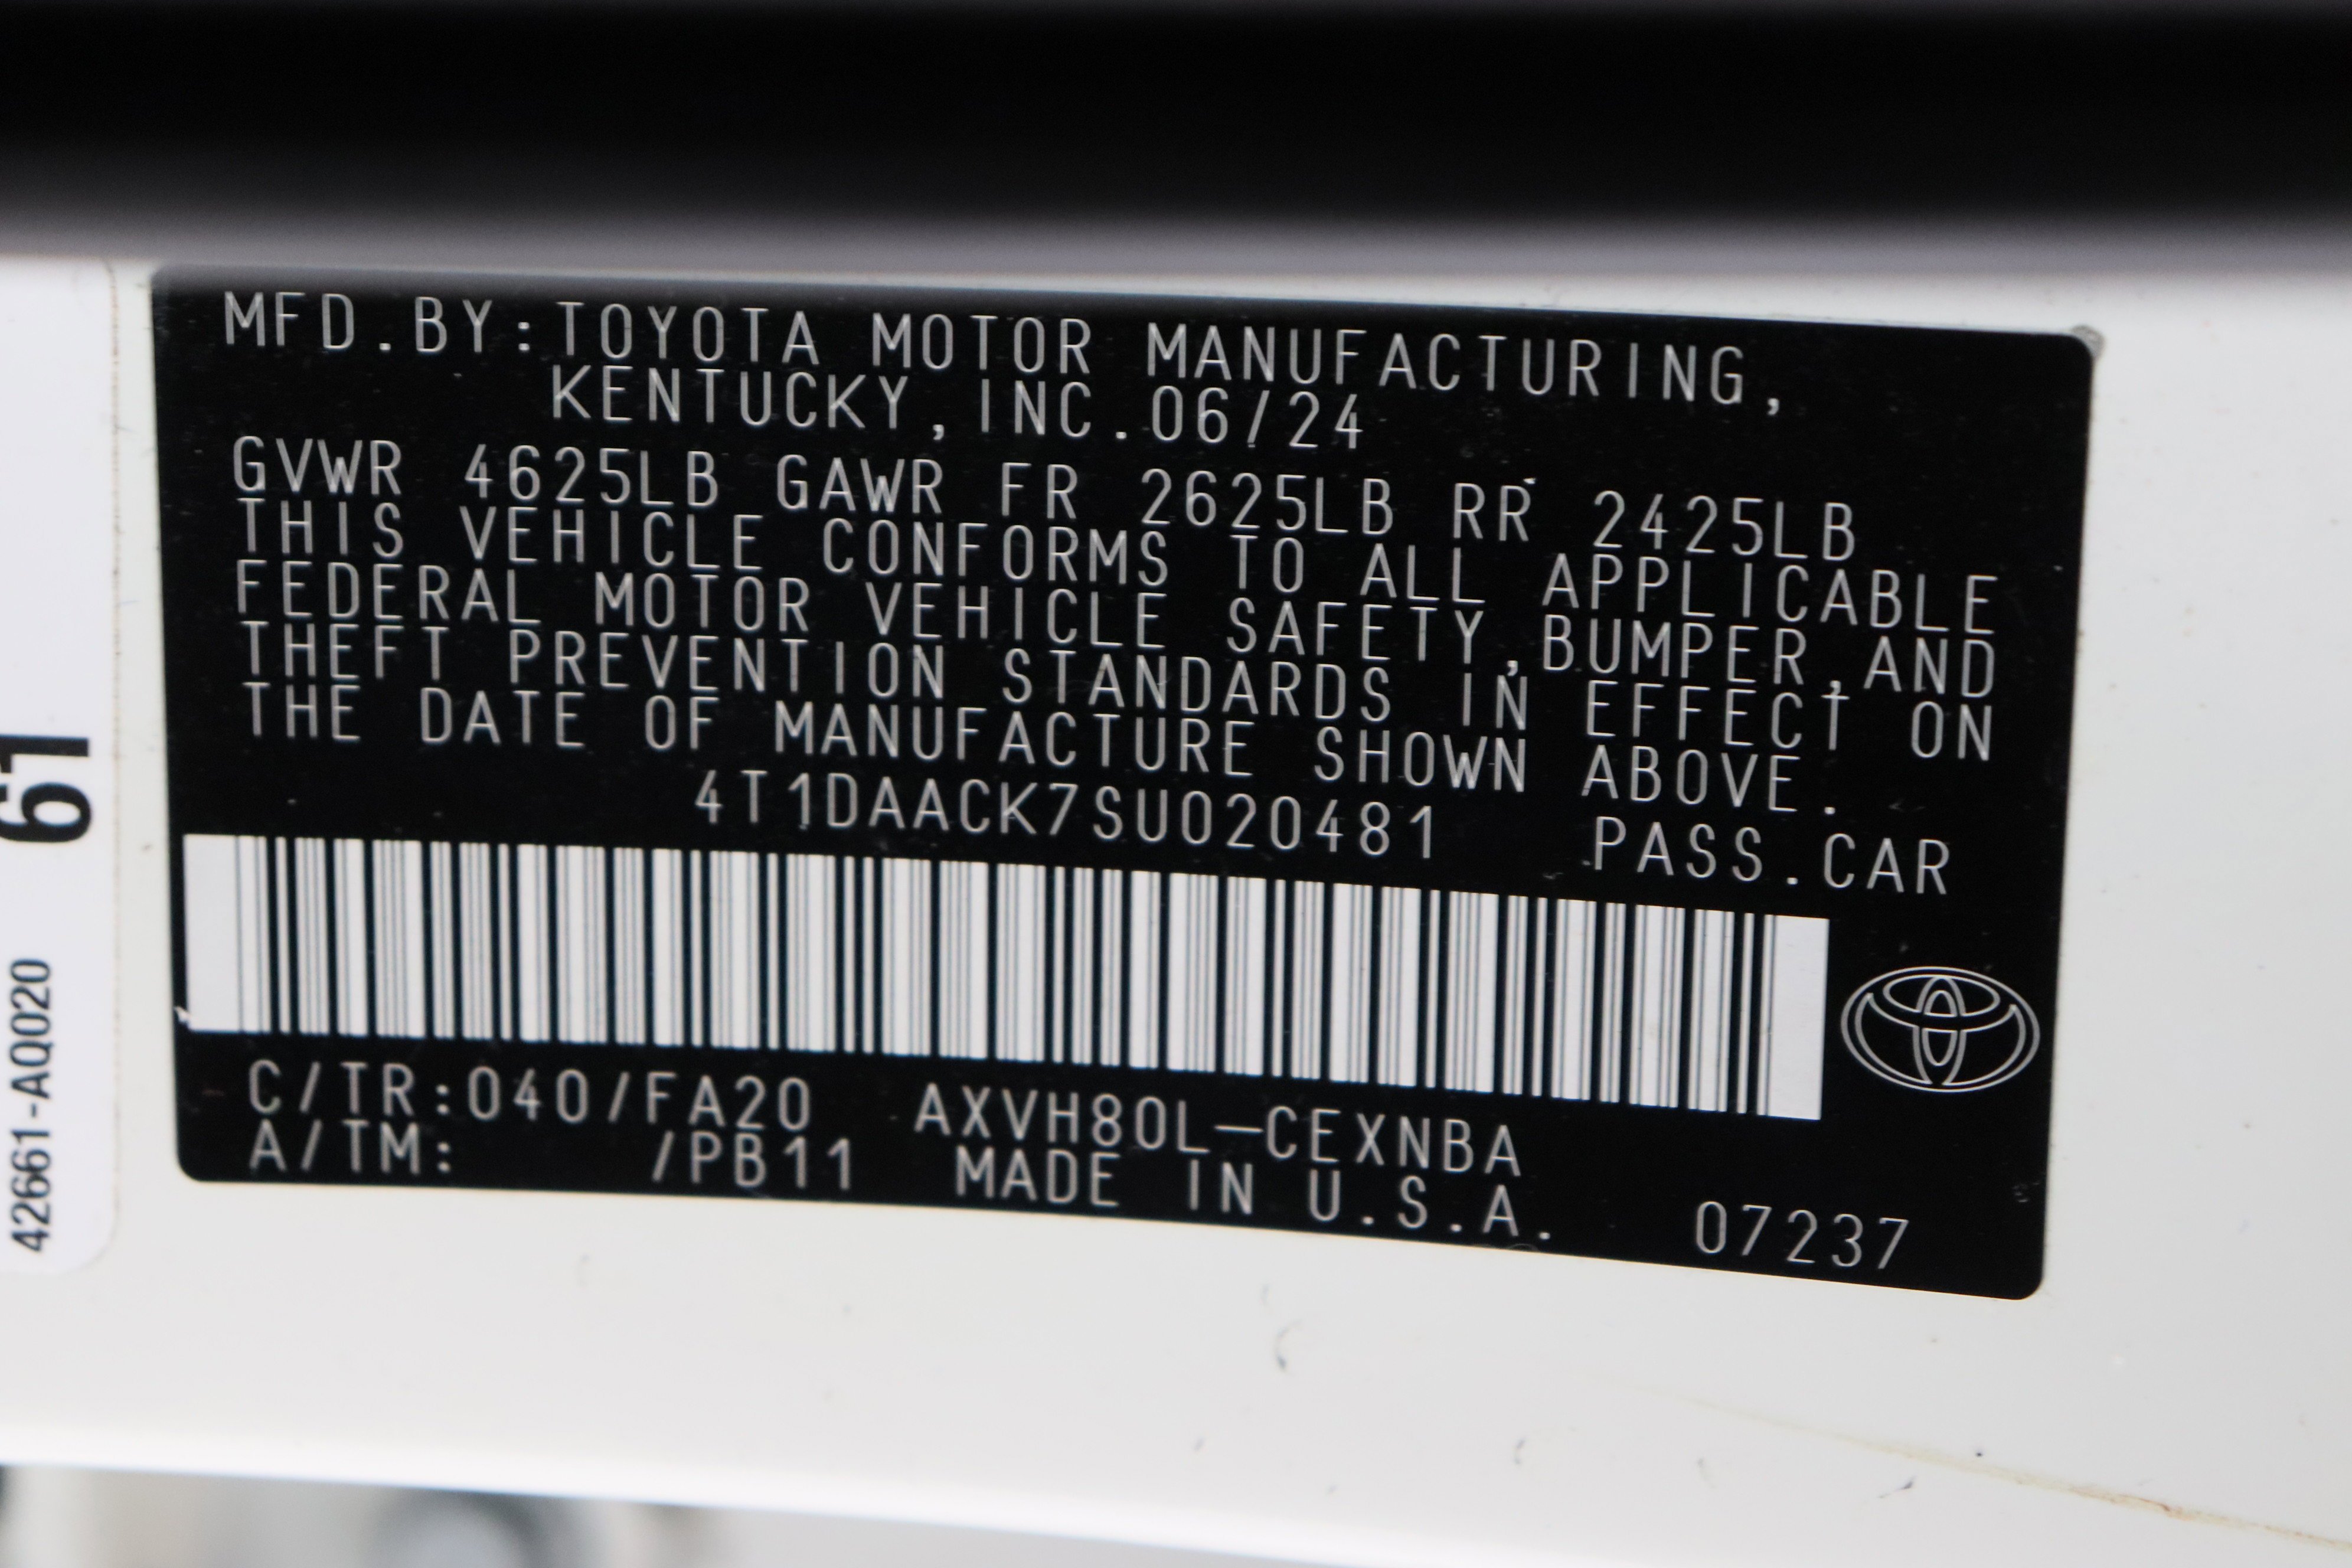 MFD.BY:TOYOTA MOTOR MANUFACTURING,
KENTUCKY,INC.06/24
GVWR 4625LB GAWR FR 2625LB RR 2425LB
THIS VEHICLE CONFORMS TO ALL APPLICABLE
FEDERAL MOTOR VEHICLE SAFETY,BUMPER,AND
THEFT PREVENTION STANDARDS IN EFFECT ON
THE DATE OF MANUFACTURE SHOWN ABOVE.
4T1DAACK7SU020481 PASS.CAR
C/TR:040/FA20 AXVH80L-CEXNBA
A/TM: /PB11 MADE IN U.S.A. 07237
42661-AQ020
61